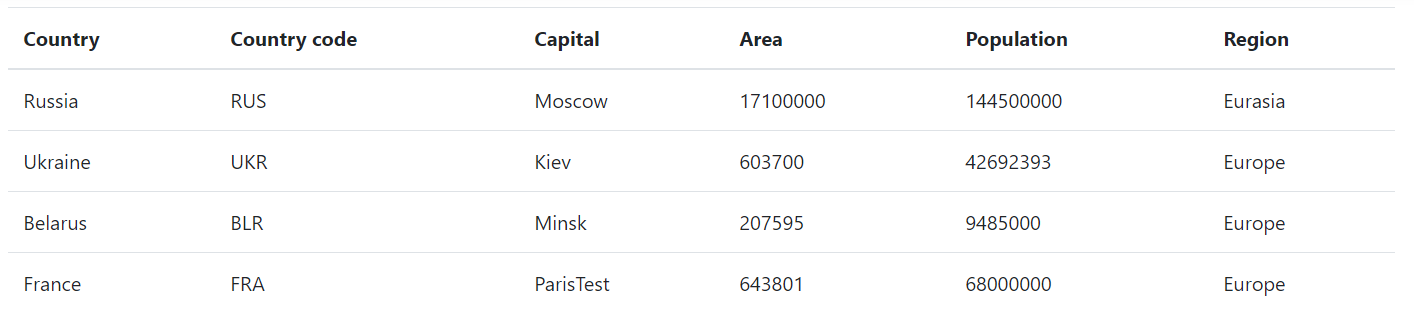 Country Country code Capital Area Population Region
Russia RUS Moscow 17100000 144500000 Eurasia
Ukraine UKR Kiev 603700 42692393 Europe
Belarus BLR Minsk 207595 9485000 Europe
France FRA ParisTest 643801 68000000 Europe